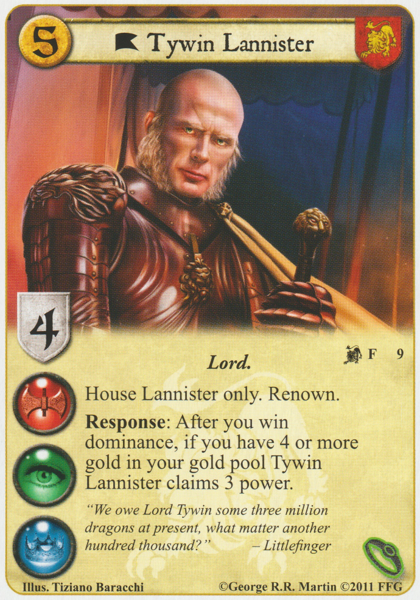 5 Tywin Lannister
4
Lord.
F 9
House Lannister only. Renown.
Response: After you win
dominance, if you have 4 or more
gold in your gold pool Tywin
Lannister claims 3 power.
"We owe Lord Tywin some three million
dragons at present, what matter another
hundred thousand?" – Littlefinger
Illus. Tiziano Baracchi ©George R.R. Martin ©2011 FFG